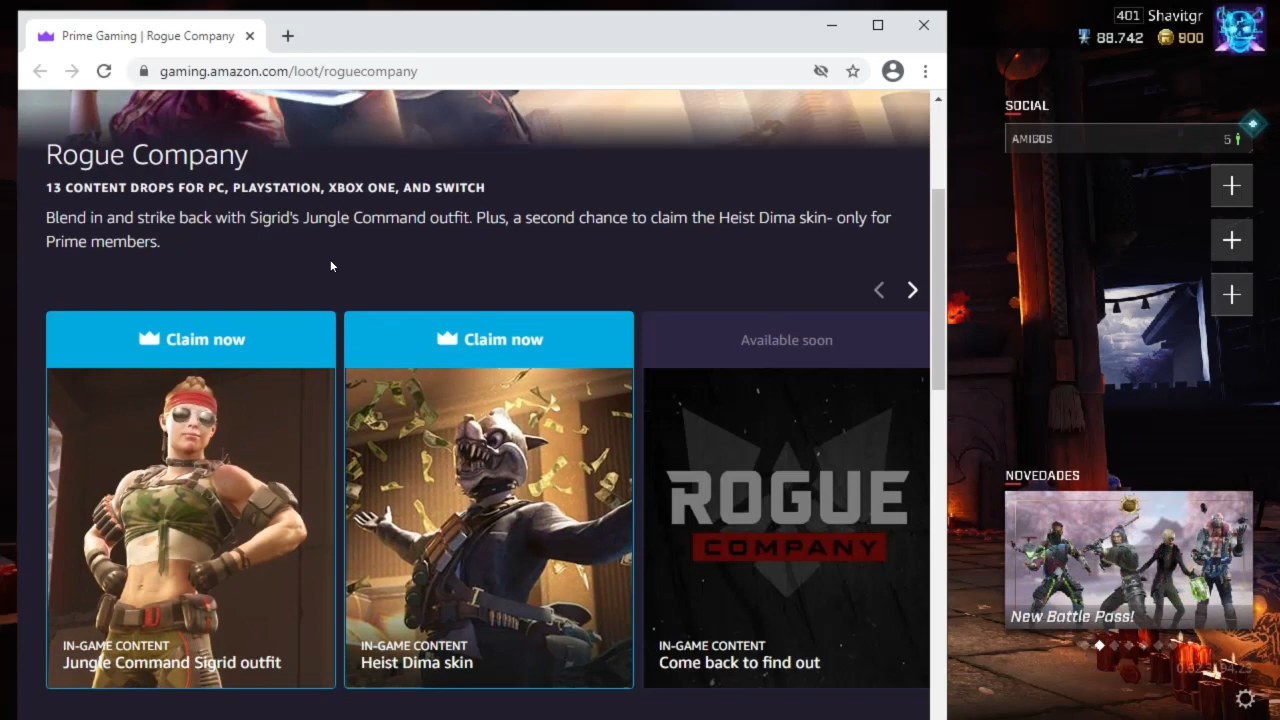 Prime Gaming | Rogue Company
gaming.amazon.com/loot/roguecompany
Rogue Company
13 CONTENT DROPS FOR PC, PLAYSTATION, XBOX ONE, AND SWITCH
Blend in and strike back with Sigrid's Jungle Command outfit. Plus, a second chance to claim the Heist Dima skin- only for
Prime members.
Claim now
Claim now
Available soon
ROGUE
COMPANY
IN-GAME CONTENT
Jungle Command Sigrid outfit
IN-GAME CONTENT
Heist Dima skin
IN-GAME CONTENT
Come back to find out
401 Shavitgr
88.742 900
SOCIAL
AMIGOS 5
NOVEDADES
New Battle Pass!